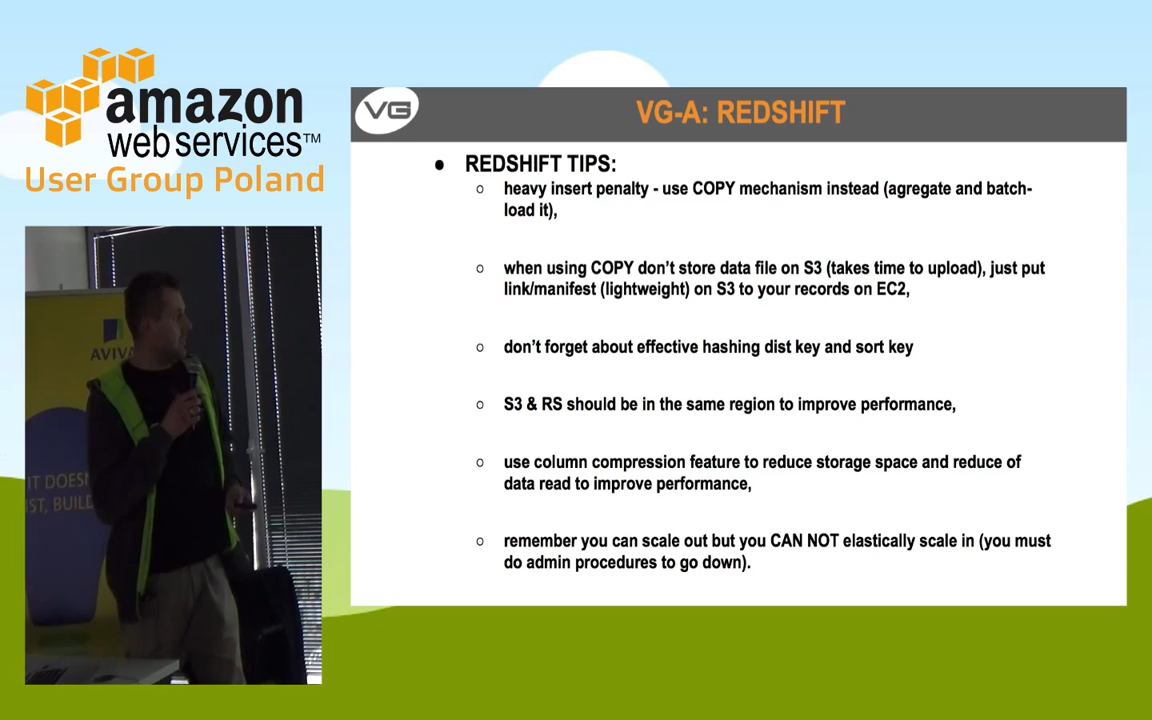 amazon
webservices™
User Group Poland
VG
VG-A: REDSHIFT
REDSHIFT TIPS:
heavy insert penalty - use COPY mechanism instead (agregate and batch-
load it),
when using COPY don't store data file on S3 (takes time to upload), just put
link/manifest (lightweight) on S3 to your records on EC2,
don't forget about effective hashing dist key and sort key
S3 & RS should be in the same region to improve performance,
use column compression feature to reduce storage space and reduce of
data read to improve performance,
remember you can scale out but you CAN NOT elastically scale in (you must
do admin procedures to go down).
AVIVA
IT DOESN
IST, BUILD